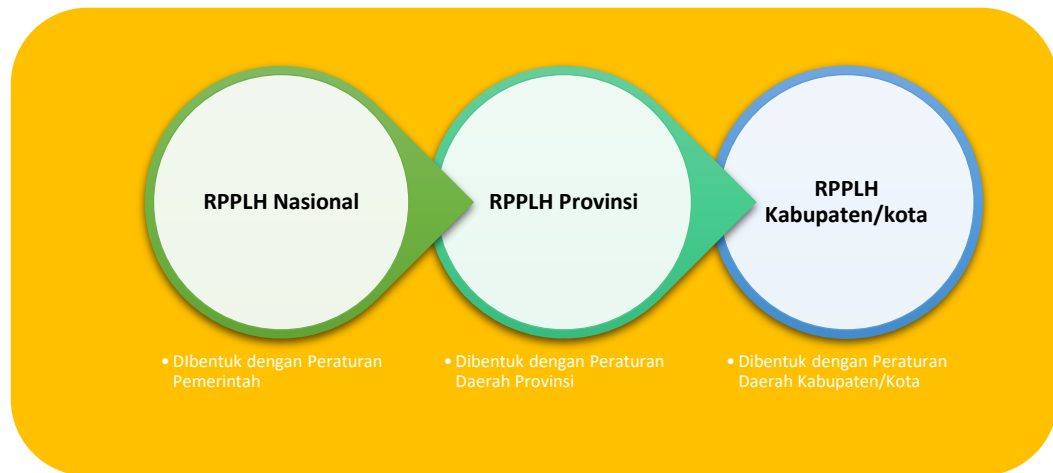 RPPLH Nasional
RPPLH Provinsi
RPPLH
Kabupaten/kota
• DIbentuk dengan Peraturan
Pemerintah
• Dibentuk dengan Peraturan
Daerah Provinsi
• Dibentuk dengan Peraturan
Daerah Kabupaten/Kota